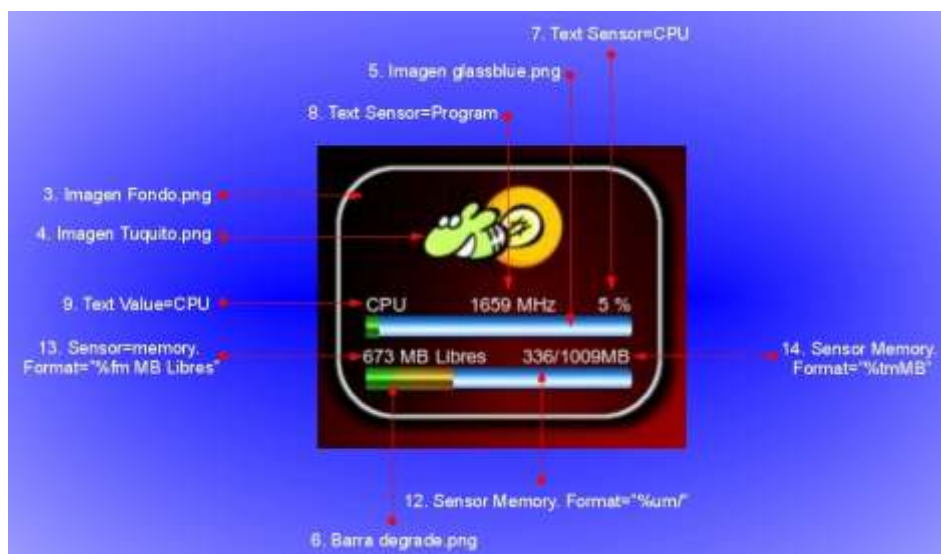 7. Text Sensor=CPU
5. Imagen glassblue.png
8. Text Sensor=Program
3. Imagen Fondo.png
4. Imagen Tuquito.png
9. Text Value=CPU
CPU 1659 MHz 5 %
13. Sensor=memory.
Format="%fm MB Libres"
673 MB Libres 336/1009MB
14. Sensor Memory.
Format="%tmMB"
12. Sensor Memory. Format="%um/"
6. Barra degrade.png